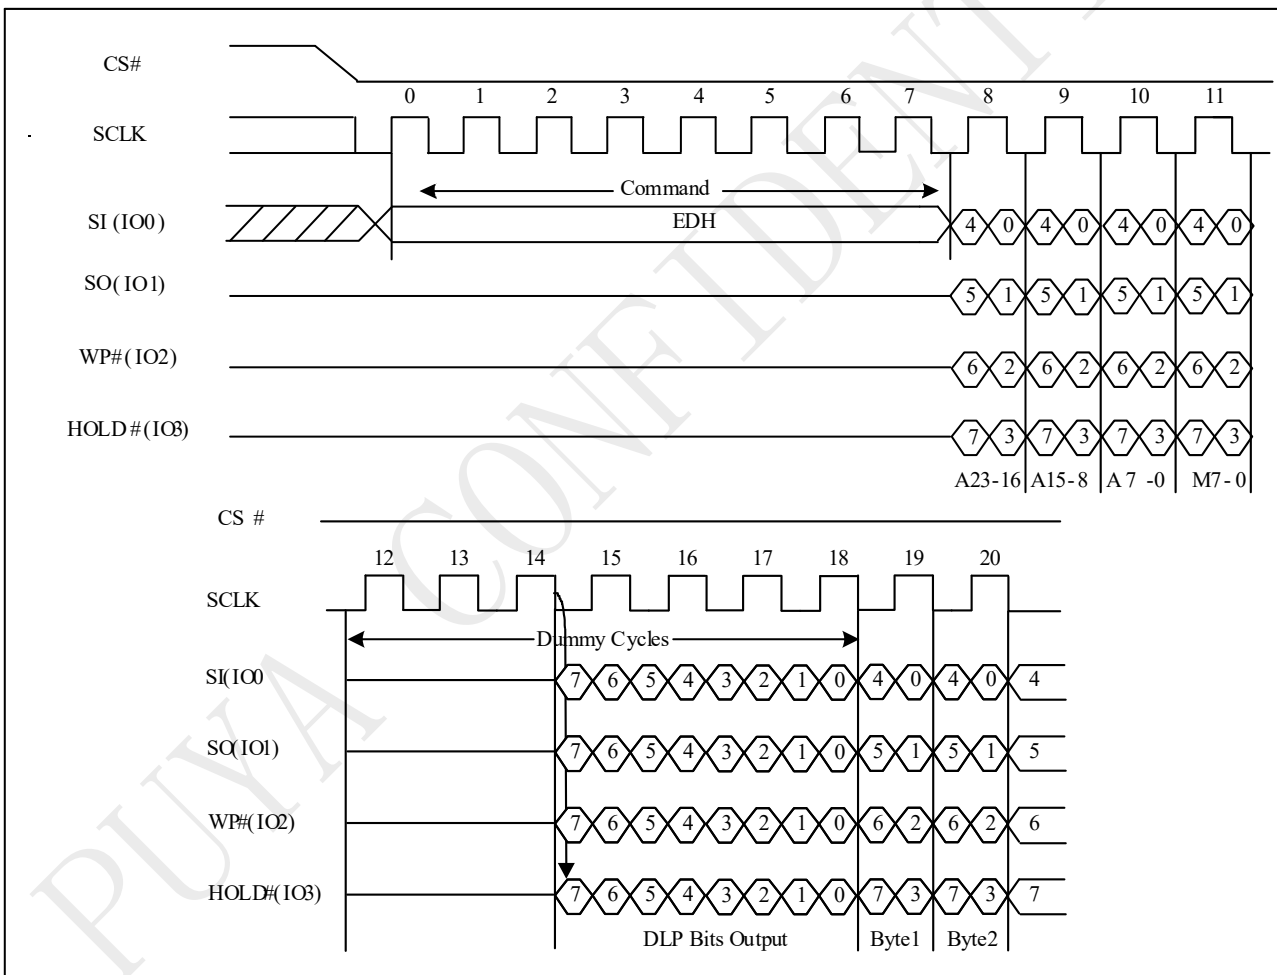 PUYA CONFIDENT
CS#
0 1 2 3 4 5 6 7 8 9 10 11
SCLK
Command
SI (IO0)
EDH
4 0 4 0 4 0 4 0
SO(IO1)
5 1 5 1 5 1 5 1
WP#(IO2)
6 2 6 2 6 2 6 2
HOLD#(IO3)
7 3 7 3 7 3 7 3
A23-16 A15-8 A7-0 M7-0
CS #
12 13 14 15 16 17 18 19 20
SCLK
Dummy Cycles
SI(IO0
7 6 5 4 3 2 1 0 4 0 4 0 4
SO(IO1)
7 6 5 4 3 2 1 0 5 1 5 1 5
WP#(IO2)
7 6 5 4 3 2 1 0 6 2 6 2 6
HOLD#(IO3)
7 6 5 4 3 2 1 0 7 3 7 3 7
DLP Bits Output Byte1 Byte2